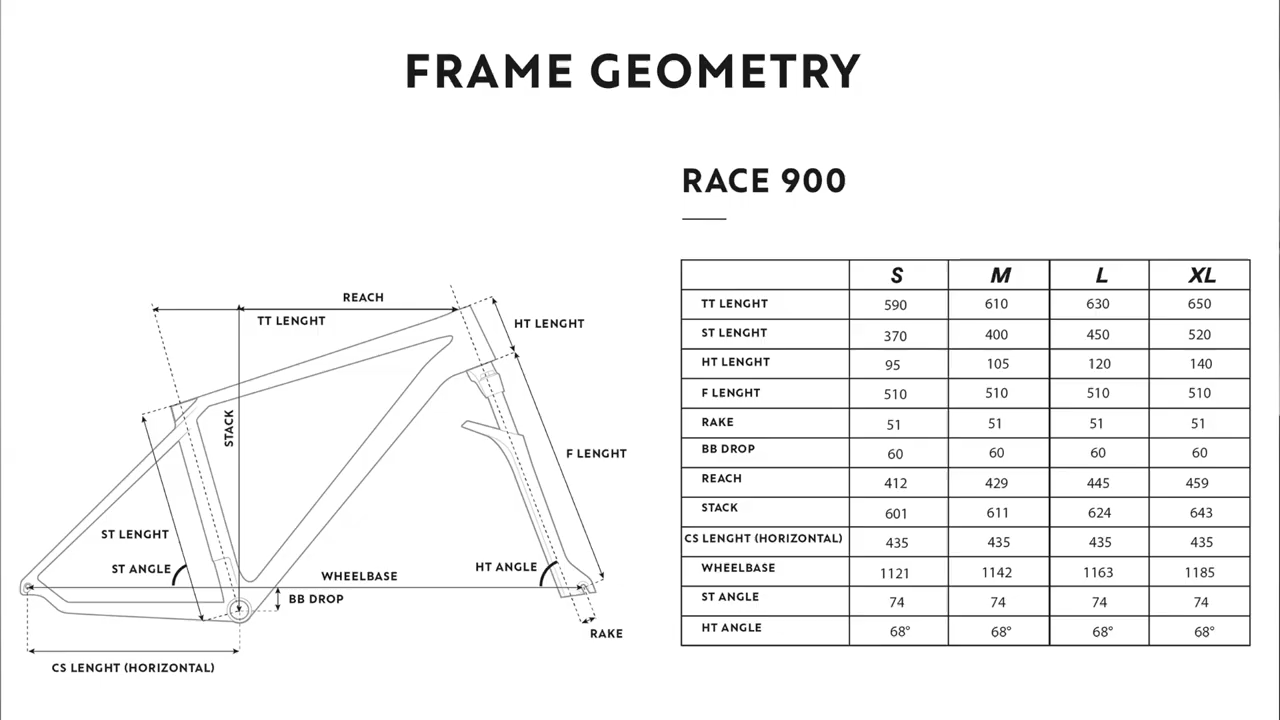 FRAME GEOMETRY
RACE 900
REACH
TT LENGHT
HT LENGHT
STACK
F LENGHT
ST LENGHT
ST ANGLE
HT ANGLE
WHEELBASE
BB DROP
RAKE
CS LENGHT (HORIZONTAL)
S M L XL
TT LENGHT 590 610 630 650
ST LENGHT 370 400 450 520
HT LENGHT 95 105 120 140
F LENGHT 510 510 510 510
RAKE 51 51 51 51
BB DROP 60 60 60 60
REACH 412 429 445 459
STACK 601 611 624 643
CS LENGHT (HORIZONTAL) 435 435 435 435
WHEELBASE 1121 1142 1163 1185
ST ANGLE 74 74 74 74
HT ANGLE 68° 68° 68° 68°